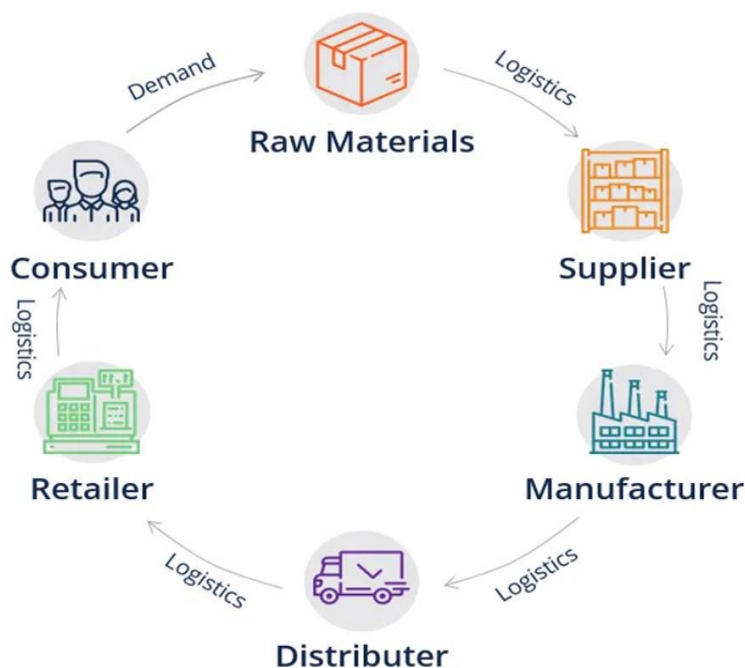 Demand
Logistics
Raw Materials
Consumer
Supplier
Logistics
Logistics
Retailer
Manufacturer
Logistics
Logistics
Distributer